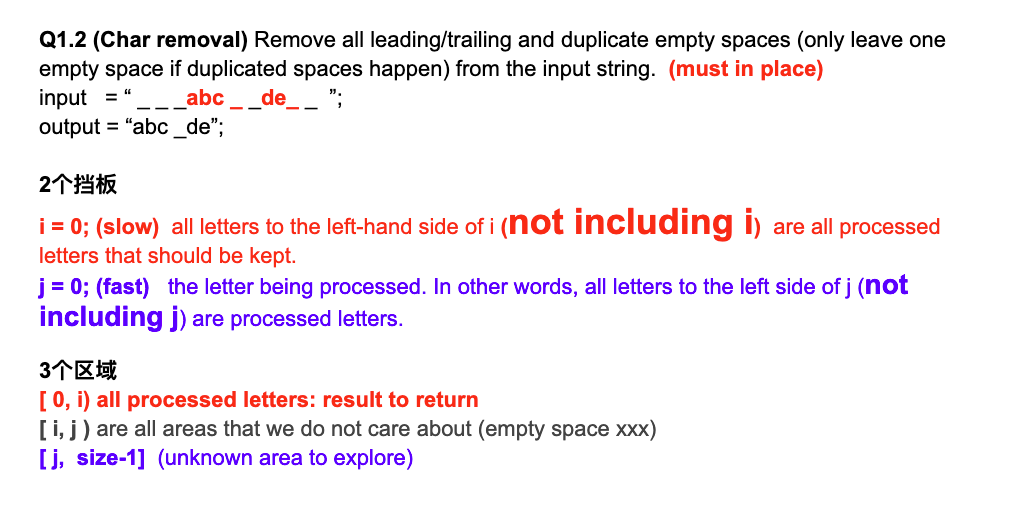 Q1.2 (Char removal) Remove all leading/trailing and duplicate empty spaces (only leave one
empty space if duplicated spaces happen) from the input string.  (must in place)
input   = “ _ _ _abc _ _de_ _  ”;
output = “abc _de”;
2个挡板
i = 0; (slow)  all letters to the left-hand side of i (not including i)  are all processed
letters that should be kept.
j = 0; (fast)   the letter being processed. In other words, all letters to the left side of j (not
including j) are processed letters.
3个区域
[ 0, i) all processed letters: result to return
[ i, j ) are all areas that we do not care about (empty space xxx)
[ j,  size-1]  (unknown area to explore)